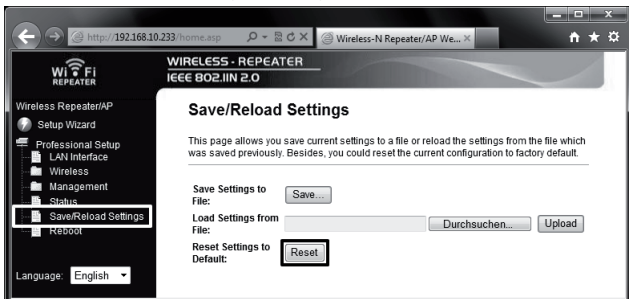 http://192.168.10.233/home.asp
Wireless-N Repeater/AP We...
Wi Fi
REPEATER
WIRELESS - REPEATER
IEEE 802.11N 2.0
Wireless Repeater/AP
Setup Wizard
Professional Setup
LAN Interface
Wireless
Management
Status
Save/Reload Settings
Reboot
Language: English
Save/Reload Settings
This page allows you save current settings to a file or reload the settings from the file which
was saved previously. Besides, you could reset the current configuration to factory default.
Save Settings to
File:
Save...
Load Settings from
File:
Durchsuchen...
Upload
Reset Settings to
Default:
Reset